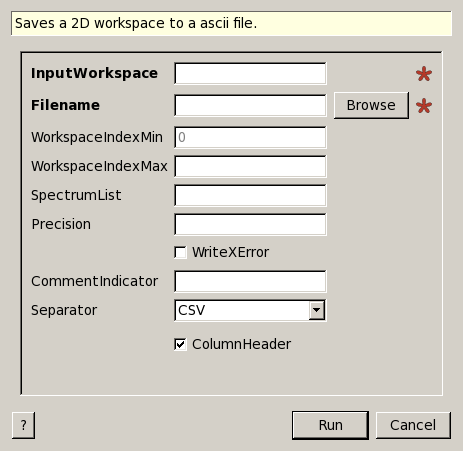 Saves a 2D workspace to a ascii file.
InputWorkspace *
Filename Browse *
WorkspaceIndexMin 0
WorkspaceIndexMax
SpectrumList
Precision
WriteXError
CommentIndicator
Separator CSV
ColumnHeader
? Run Cancel